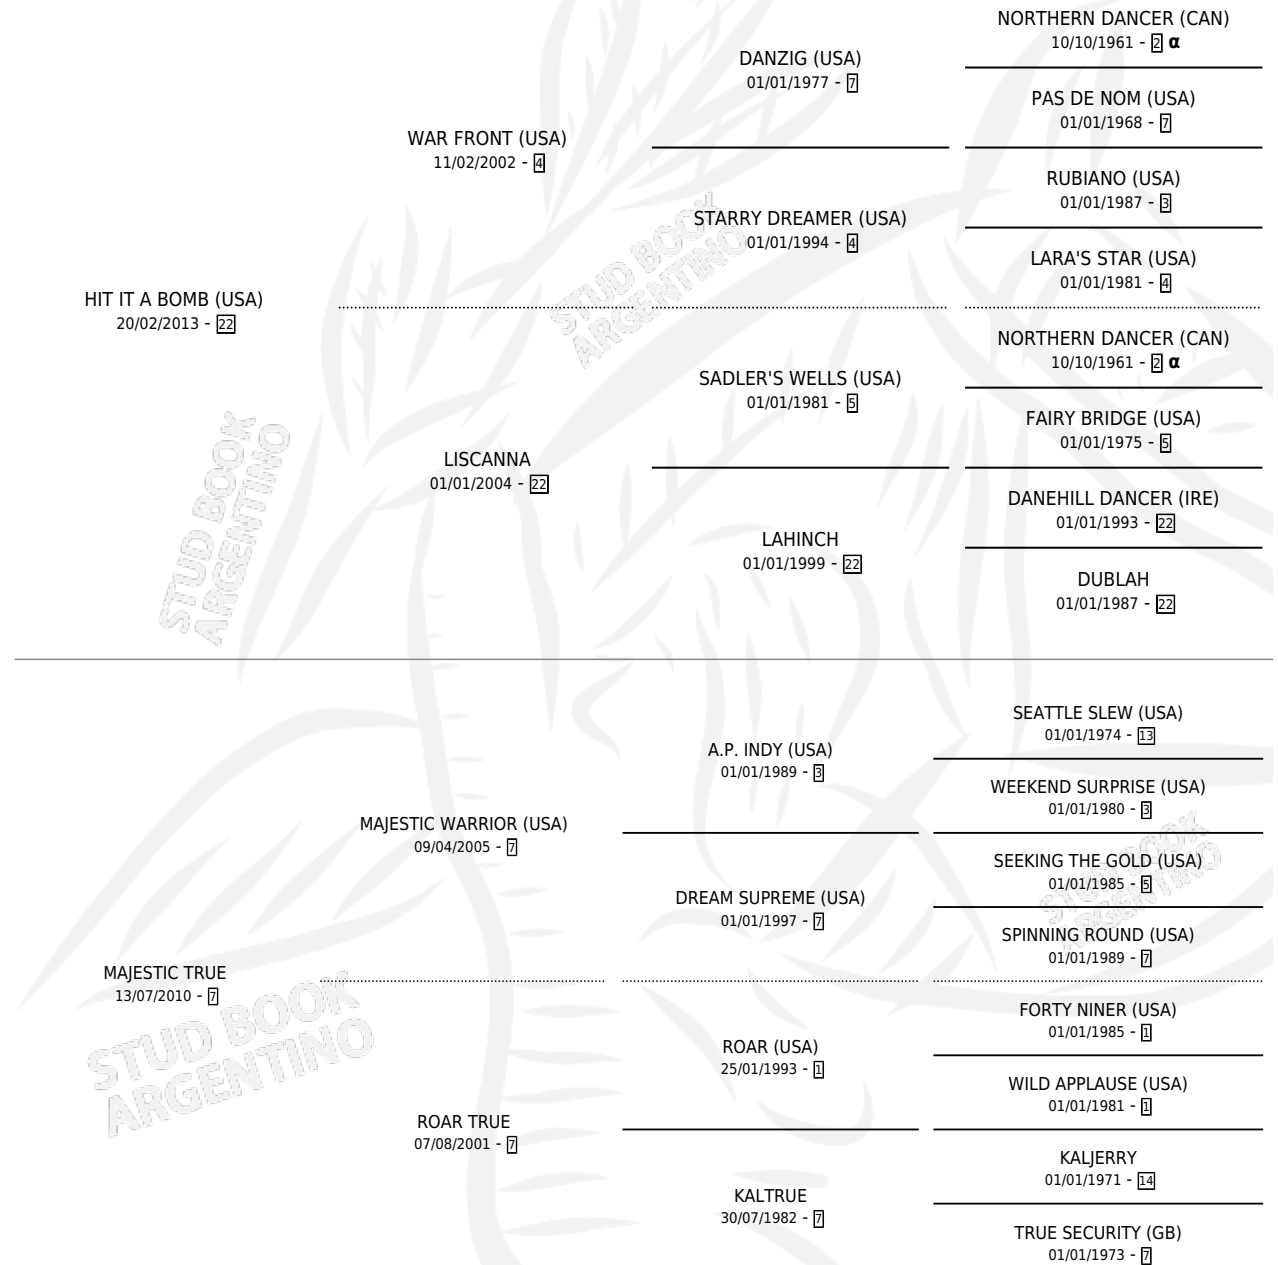 NORTHERN DANCER (CAN)
10/10/1961 - 2 α
DANZIG (USA)
01/01/1977 - 7
PAS DE NOM (USA)
01/01/1968 - 7
WAR FRONT (USA)
11/02/2002 - 4
RUBIANO (USA)
01/01/1987 - 3
STARRY DREAMER (USA)
01/01/1994 - 4
LARA'S STAR (USA)
01/01/1981 - 4
HIT IT A BOMB (USA)
20/02/2013 - 22
NORTHERN DANCER (CAN)
10/10/1961 - 2 α
SADLER'S WELLS (USA)
01/01/1981 - 5
FAIRY BRIDGE (USA)
01/01/1975 - 5
LISCANNA
01/01/2004 - 22
DANEHILL DANCER (IRE)
01/01/1993 - 22
LAHINCH
01/01/1999 - 22
DUBLAH
01/01/1987 - 22
SEATTLE SLEW (USA)
01/01/1974 - 13
A.P. INDY (USA)
01/01/1989 - 3
WEEKEND SURPRISE (USA)
01/01/1980 - 3
MAJESTIC WARRIOR (USA)
09/04/2005 - 7
SEEKING THE GOLD (USA)
01/01/1985 - 5
DREAM SUPREME (USA)
01/01/1997 - 7
SPINNING ROUND (USA)
01/01/1989 - 7
MAJESTIC TRUE
13/07/2010 - 7
FORTY NINER (USA)
01/01/1985 - 1
ROAR (USA)
25/01/1993 - 1
WILD APPLAUSE (USA)
01/01/1981 - 1
ROAR TRUE
07/08/2001 - 7
KALJERRY
01/01/1971 - 14
KALTRUE
30/07/1982 - 7
TRUE SECURITY (GB)
01/01/1973 - 7
STUD BOOK
ARGENTINO
STUD BOOK
ARGENTINO
STUD BOOK
ARGENTINO
STUD BOOK
ARGENTINO